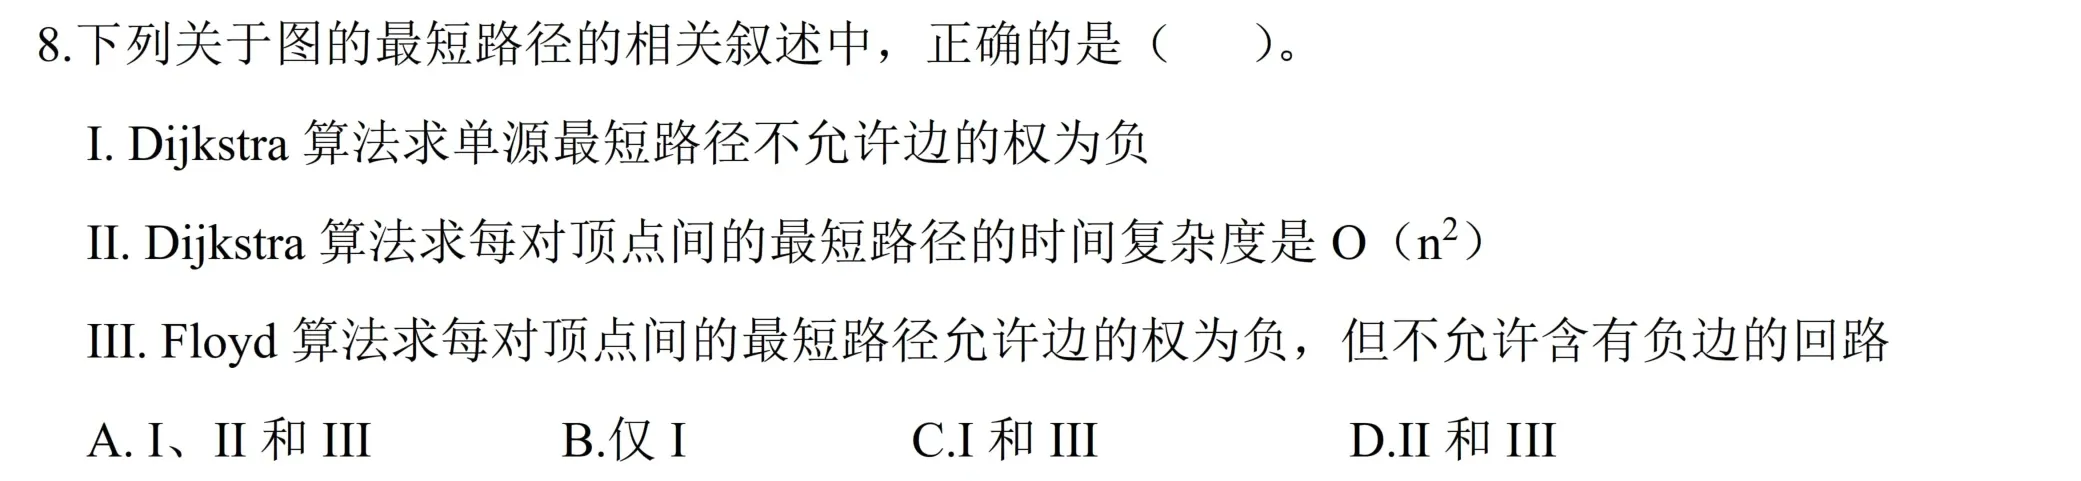 8.下列关于图的最短路径的相关叙述中，正确的是（　　）。
I. Dijkstra 算法求单源最短路径不允许边的权为负
II. Dijkstra 算法求每对顶点间的最短路径的时间复杂度是 O（n²）
III. Floyd 算法求每对顶点间的最短路径允许边的权为负，但不允许含有负边的回路
A. I、II 和 III　　B.仅 I　　C.I 和 III　　D.II 和 III